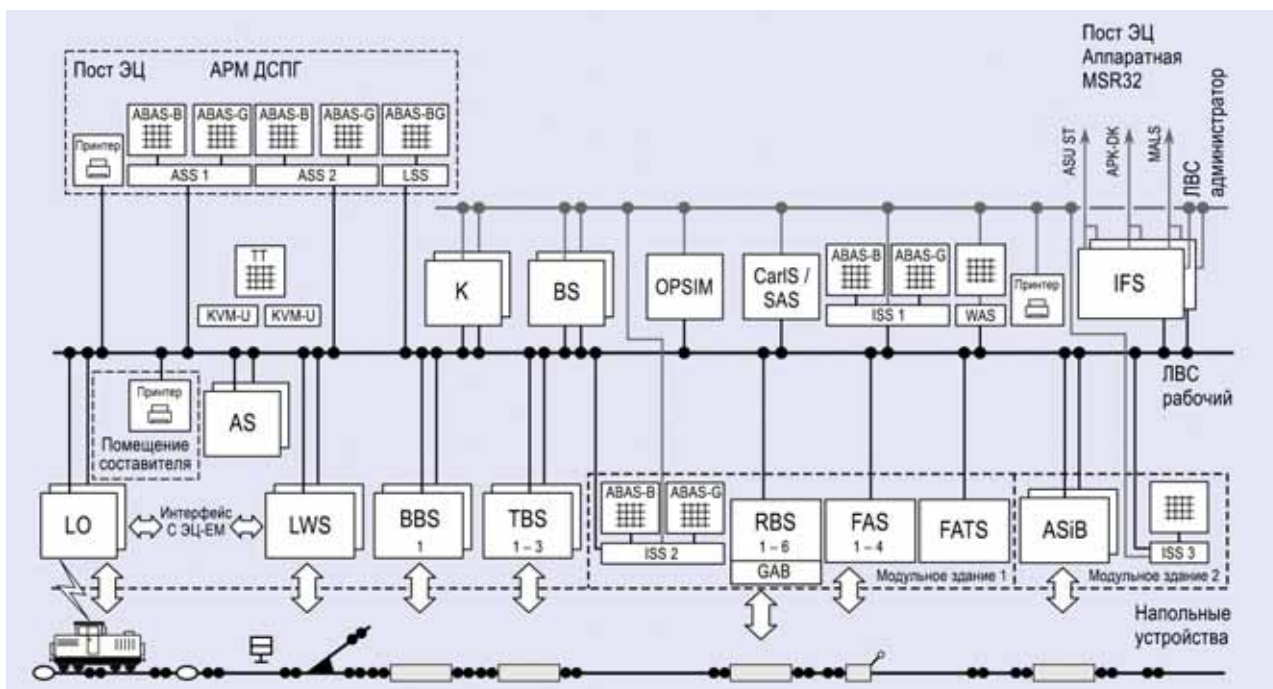 Пост ЭЦ
АРМ ДСПГ
Принтер
ABAS-B
ABAS-G
ABAS-B
ABAS-G
ABAS-BG
ASS 1
ASS 2
LSS
Пост ЭЦ
Аппаратная
MSR32
ASU ST
APK-DK
MALS
ЛВС
администратор
TT
KVM-U
KVM-U
K
BS
OPSIM
CarIS /
SAS
ABAS-B
ABAS-G
ISS 1
WAS
Принтер
IFS
ЛВС
рабочий
Принтер
Помещение
составителя
AS
LO
Интерфейс
С ЭЦ-ЕМ
LWS
BBS
1
TBS
1 – 3
ABAS-B
ABAS-G
ISS 2
RBS
1 – 6
GAB
FAS
1 – 4
FATS
Модульное здание 1
ASiB
ISS 3
Модульное здание 2
Напольные
устройства